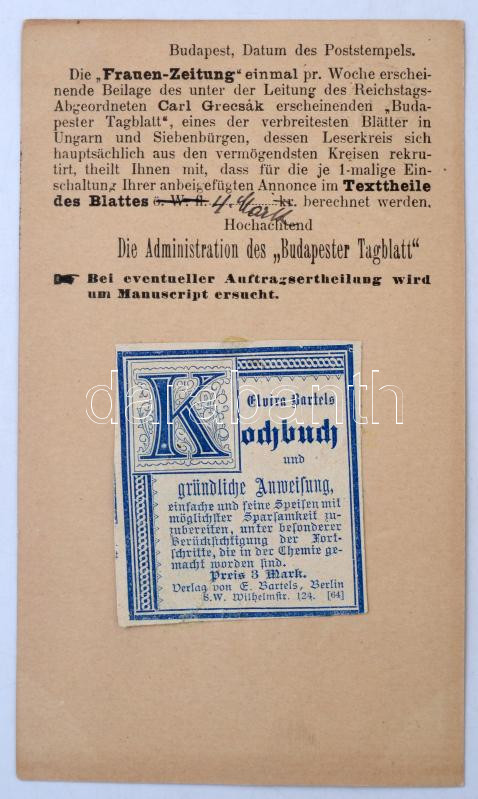 Budapest, Datum des Poststempels.
Die „Frauen-Zeitung“ einmal pr. Woche erschei-
nende Beilage des unter der Leitung des Reichstags-
Abgeordneten Carl Grecsák erscheinenden „Buda-
pester Tagblatt“, eines der verbreitesten Blätter in
Ungarn und Siebenbürgen, dessen Leserkreis sich
hauptsächlich aus den vermögendsten Kreisen rekru-
tirt, theilt Ihnen mit, dass für die je 1-malige Ein-
schaltung Ihrer anbeigefügten Annonce im Texttheile
des Blattes ö. W. fl. 4 Mark kr. berechnet werden.
Hochachtend
Die Administration des „Budapester Tagblatt“
Bei eventueller Auftragsertheilung wird
um Manuscript ersucht.
darabanth
Elvira Bartels
Kochbuch
und
gründliche Anweisung,
einfache und feine Speisen mit
möglichster Sparsamkeit zu-
zubereiten, unter besonderer
Berücksichtigung der Fort-
schritte, die in der Chemie ge-
macht worden sind.
Preis 3 Mark.
Verlag von E. Bartels, Berlin
S.W. Wilhelmstr. 124. [64]